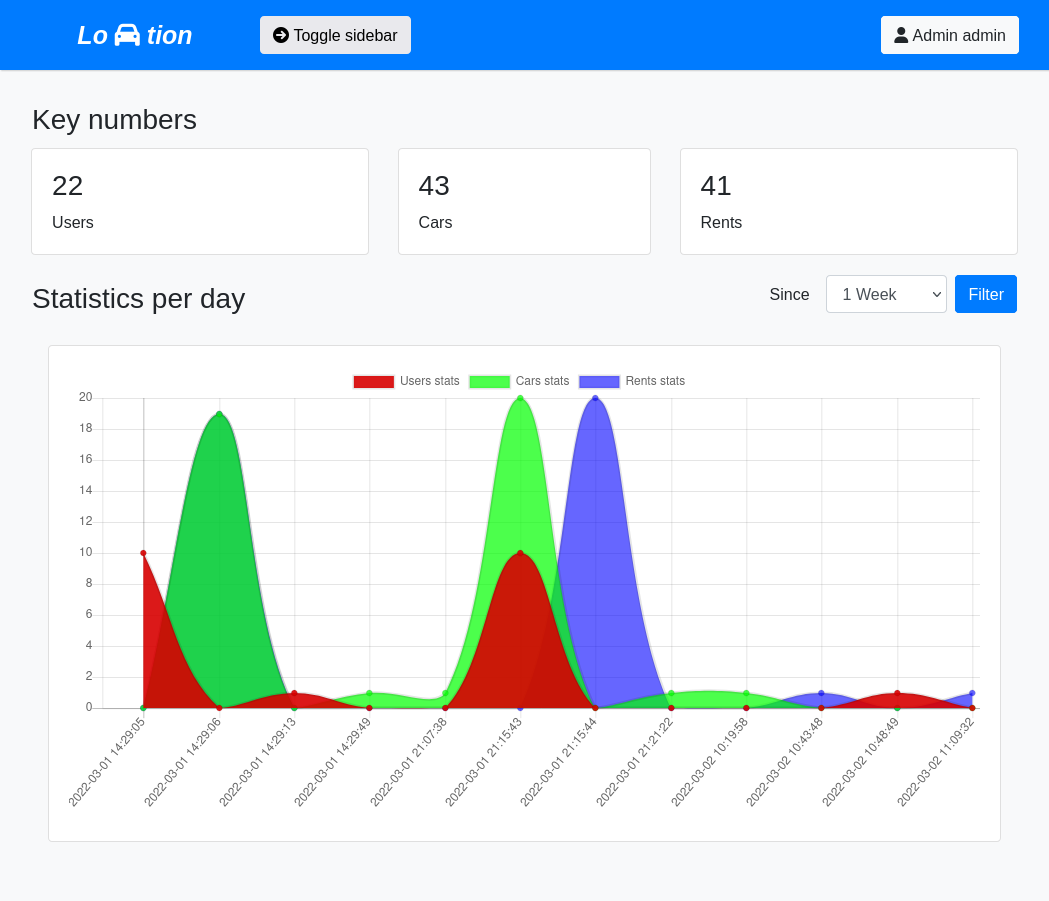 Lo tion Toggle sidebar Admin admin
Key numbers
22 43 41
Users Cars Rents
Statistics per day Since 1 Week Filter
Users stats Cars stats Rents stats
20
18
16
14
12
10
8
6
4
2
0
2022-03-01 14:29:05 2022-03-01 14:29:06 2022-03-01 14:29:13 2022-03-01 14:29:49 2022-03-01 21:07:38 2022-03-01 21:15:43 2022-03-01 21:15:44 2022-03-01 21:21:22 2022-03-02 10:19:58 2022-03-02 10:43:48 2022-03-02 10:48:49 2022-03-02 11:09:32